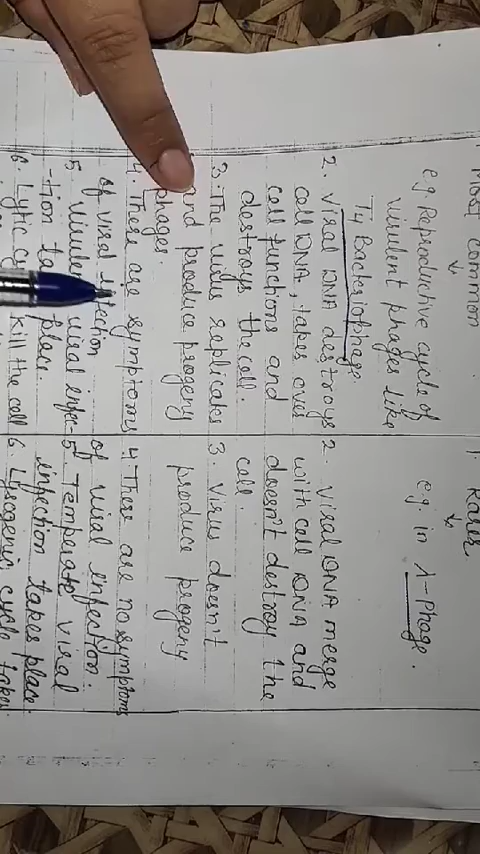 Most common
e.g. Reproductive cycle of
virulent phages like
T4 Bacteriophage
2. Viral DNA destroys
cell DNA, takes over
cell functions and
destroys the cell.
3. The virus replicates
and produce progeny
phages.
4. There are symptoms
of viral infection
5 virulent viral infec
-tion takes place.
6. Lytic
kill the cell
1. Rarer
e.g in λ-Phage.
2. Viral DNA merge
with cell DNA and
doesn't destroy the
cell.
3. Virus doesn't
produce progeny
4 There are no symptoms
of viral infection.
5 Temperate viral
infection takes place.
6. Lysogenic cycle takes